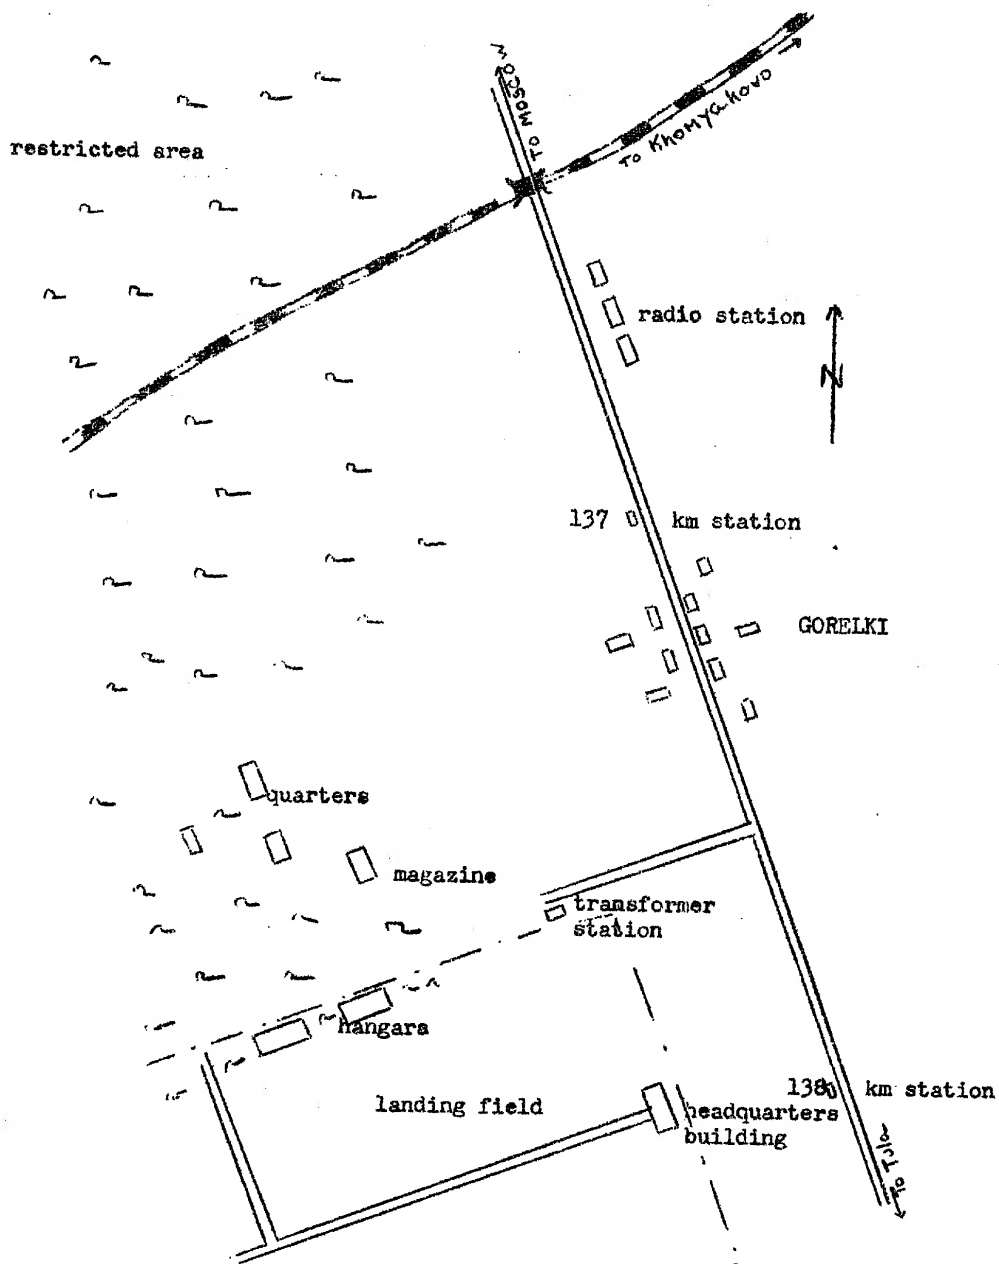 To Moscow
To Khomyakovo
restricted area
radio station
N
137 km station
GORELKI
quarters
magazine
transformer
station
hangars
138 km station
landing field
headquarters
building
To Tula